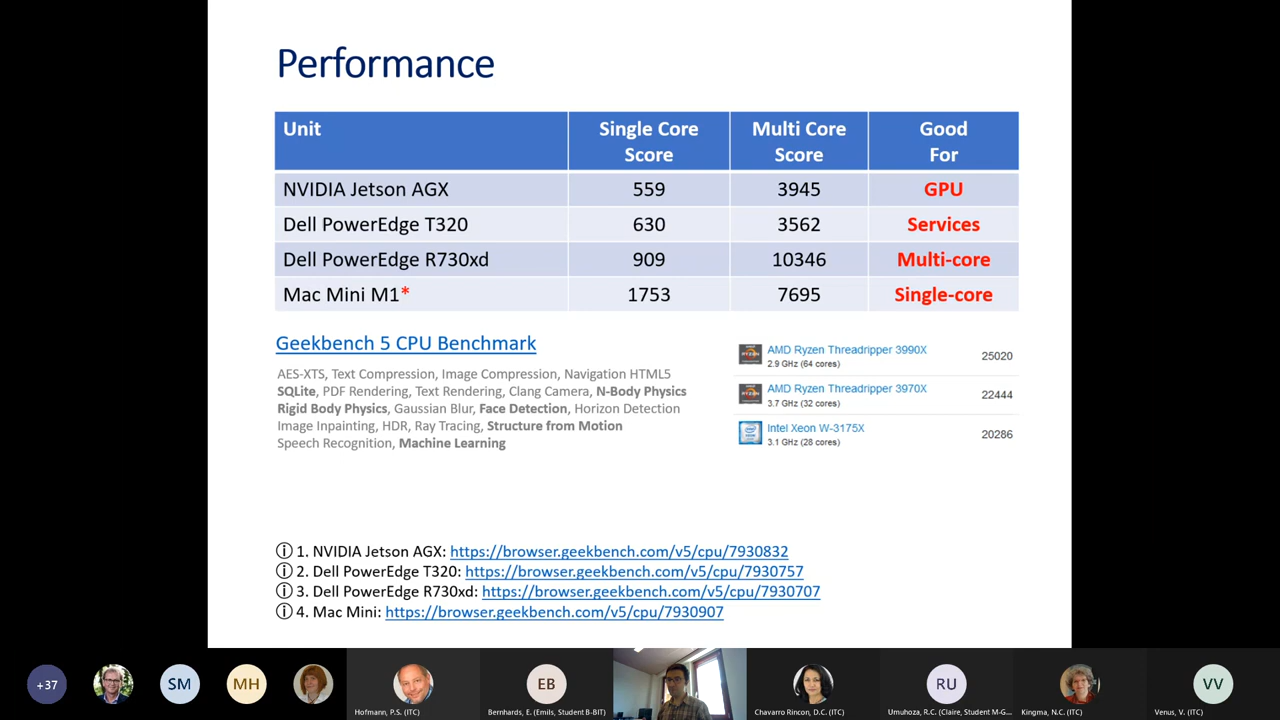 Performance
Unit Single Core Score Multi Core Score Good For
NVIDIA Jetson AGX 559 3945 GPU
Dell PowerEdge T320 630 3562 Services
Dell PowerEdge R730xd 909 10346 Multi-core
Mac Mini M1* 1753 7695 Single-core
Geekbench 5 CPU Benchmark
AES-XTS, Text Compression, Image Compression, Navigation HTML5
SQLite, PDF Rendering, Text Rendering, Clang Camera, N-Body Physics
Rigid Body Physics, Gaussian Blur, Face Detection, Horizon Detection
Image Inpainting, HDR, Ray Tracing, Structure from Motion
Speech Recognition, Machine Learning
RYZEN AMD Ryzen Threadripper 3990X 25020
2.9 GHz (64 cores)
RYZEN AMD Ryzen Threadripper 3970X 22444
3.7 GHz (32 cores)
Intel Xeon W-3175X 20286
3.1 GHz (28 cores)
ⓘ 1. NVIDIA Jetson AGX: https://browser.geekbench.com/v5/cpu/7930832
ⓘ 2. Dell PowerEdge T320: https://browser.geekbench.com/v5/cpu/7930757
ⓘ 3. Dell PowerEdge R730xd: https://browser.geekbench.com/v5/cpu/7930707
ⓘ 4. Mac Mini: https://browser.geekbench.com/v5/cpu/7930907
+37 SM MH EB RU VV
Hofmann, P.S. (ITC) Bernhards, E. (Emils, Student B-BIT) Chavarro Rincon, D.C. (ITC) Umuhoza, R.C. (Claire, Student M-G... Kingma, N.C. (ITC) Venus, V. (ITC)